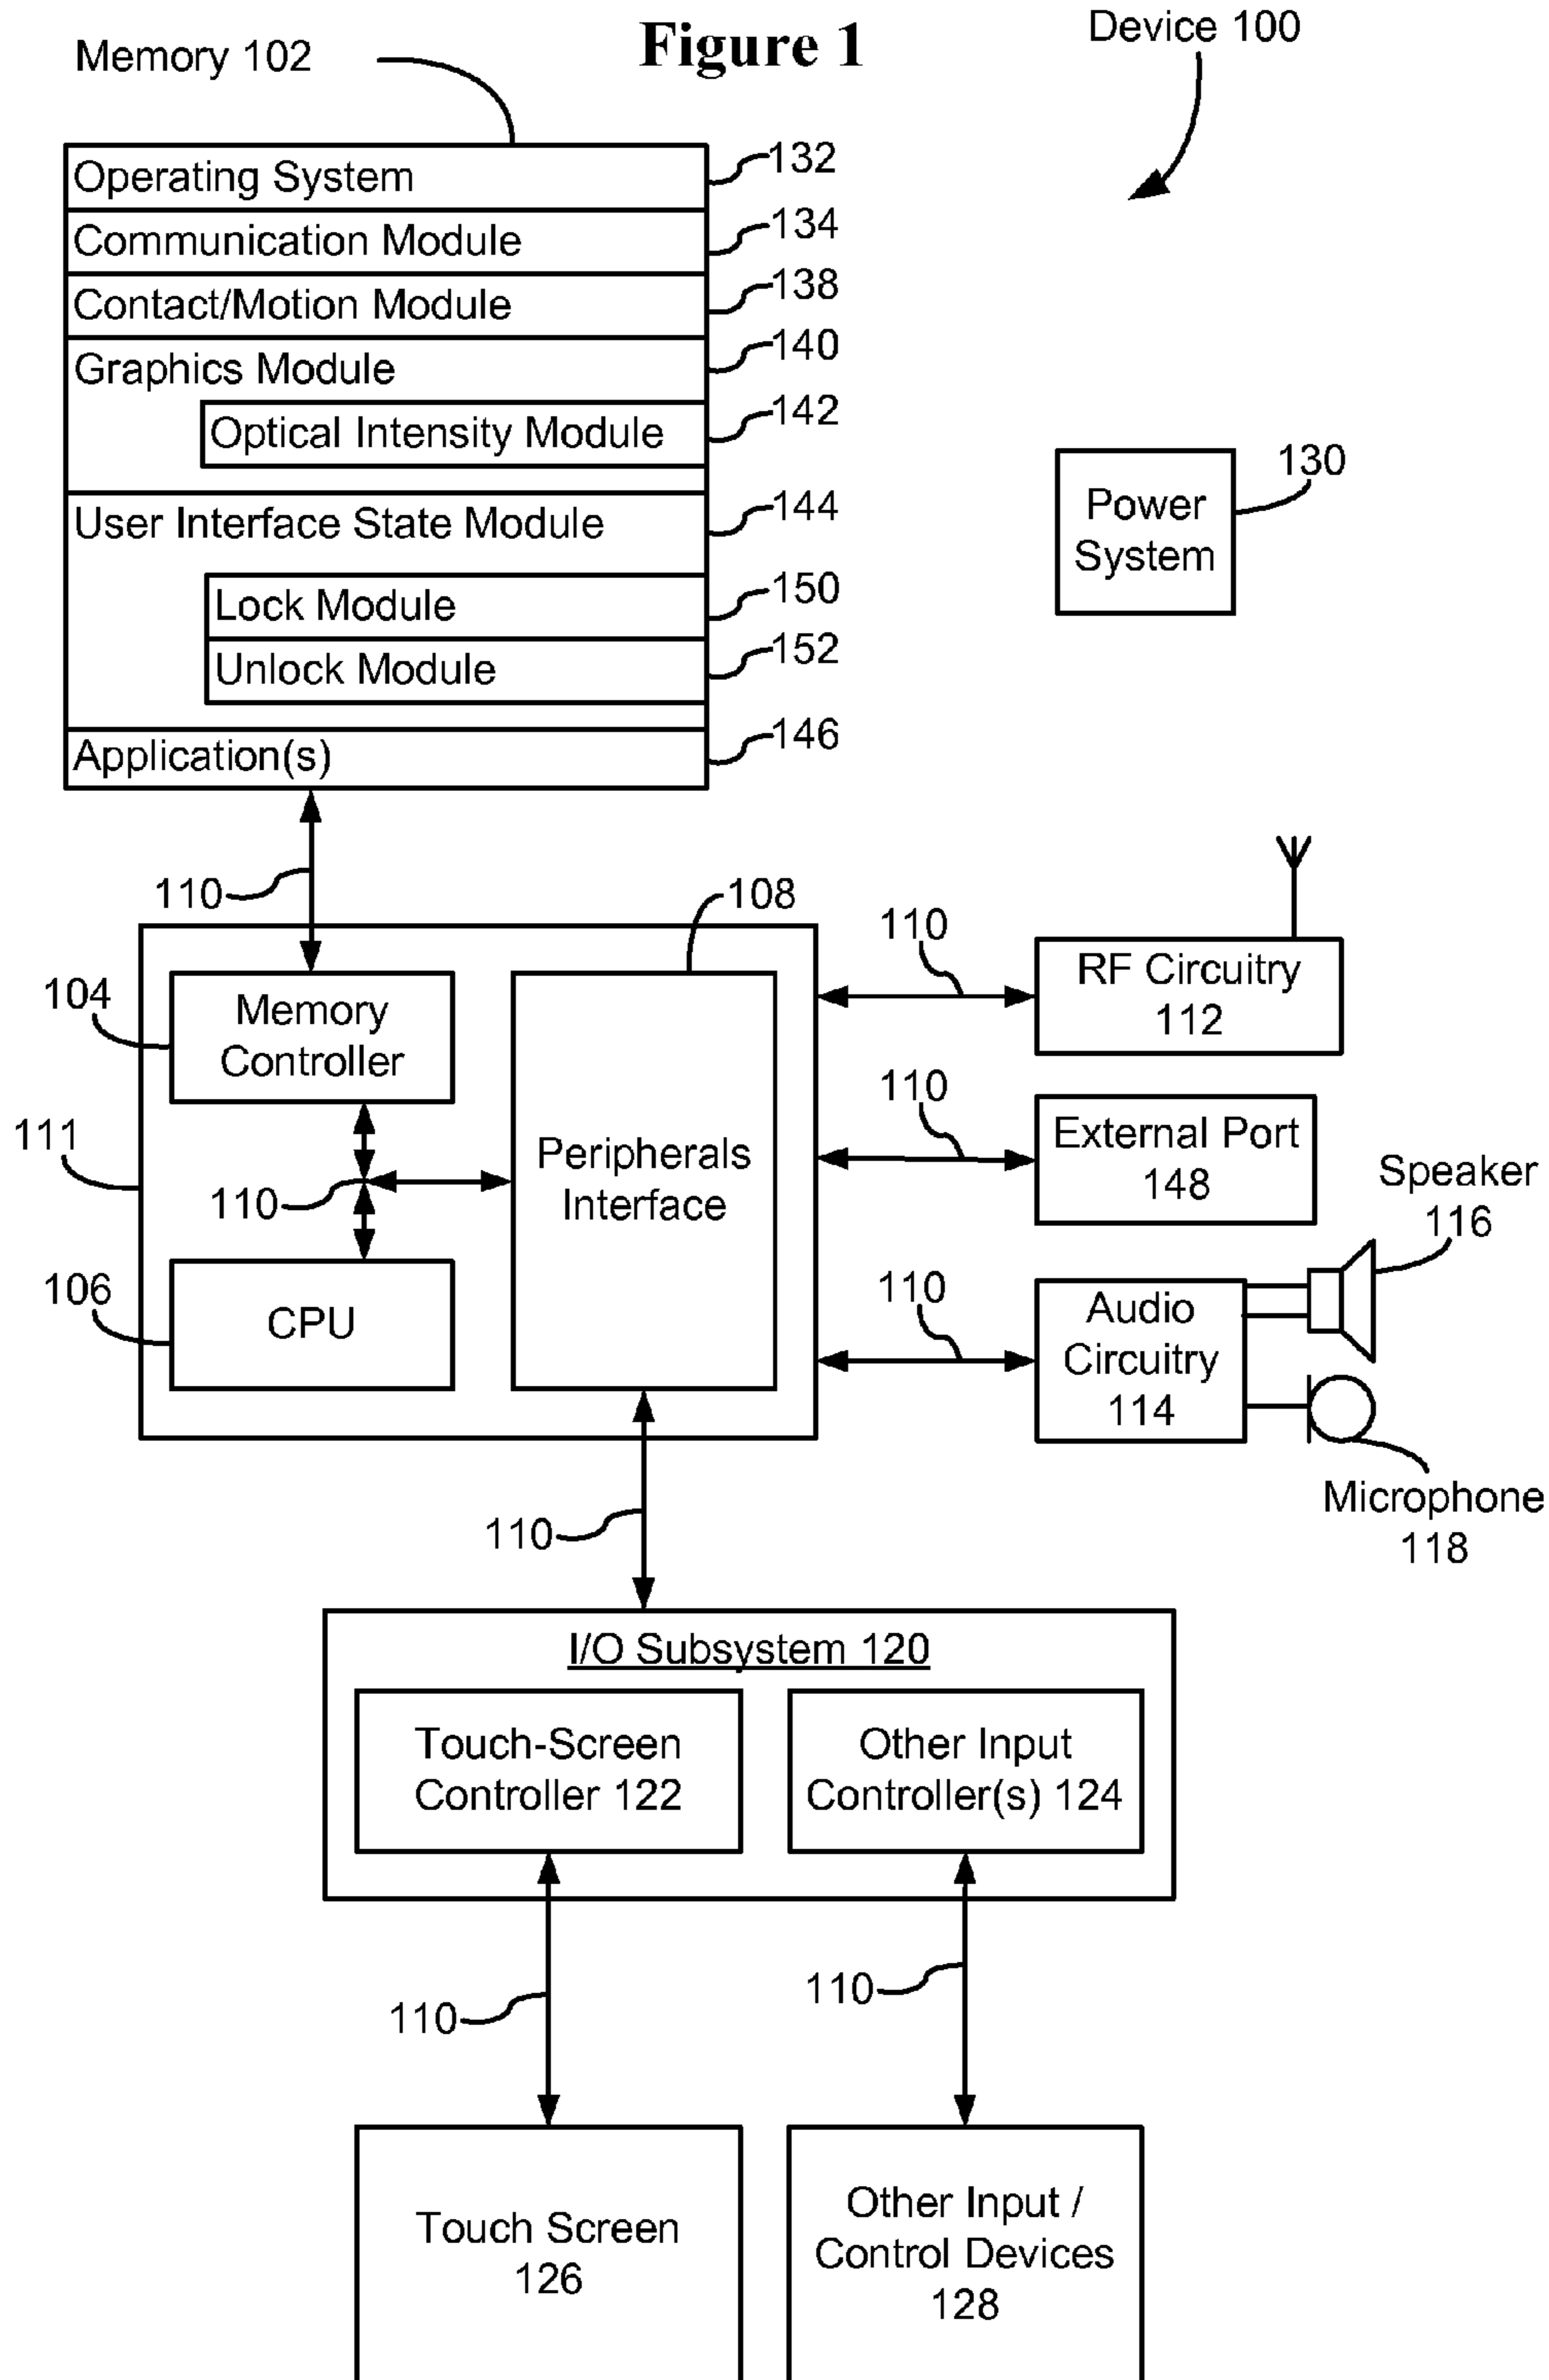 Figure 1
Memory 102
Device 100
Operating System
132
Communication Module
134
Contact/Motion Module
138
Graphics Module
140
Optical Intensity Module
142
User Interface State Module
144
Lock Module
150
Unlock Module
152
Application(s)
146
Power
System
130
110
108
104
Memory
Controller
111
110
Peripherals
Interface
106
CPU
110
RF Circuitry
112
110
External Port
148
Speaker
116
110
Audio
Circuitry
114
Microphone
118
110
I/O Subsystem 120
Touch-Screen
Controller 122
Other Input
Controller(s) 124
110
110
Touch Screen
126
Other Input /
Control Devices
128